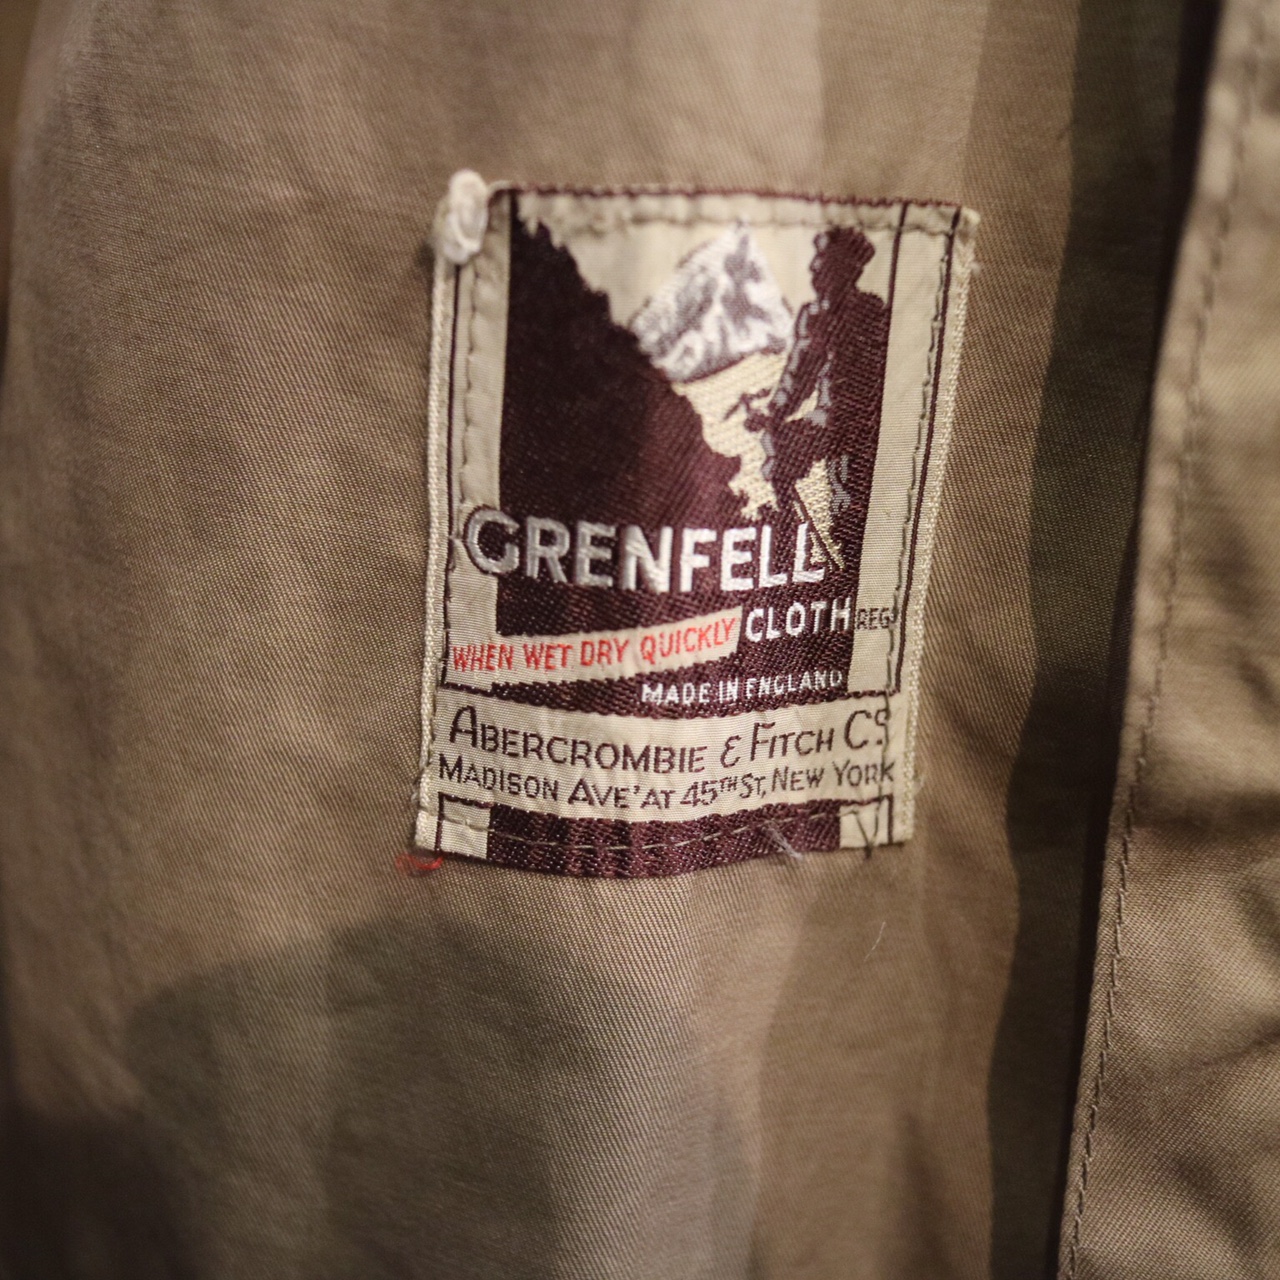 GRENFELL
CLOTH REG
WHEN WET DRY QUICKLY
MADE IN ENGLAND
ABERCROMBIE & FITCH Co
MADISON AVE' AT 45TH ST, NEW YORK